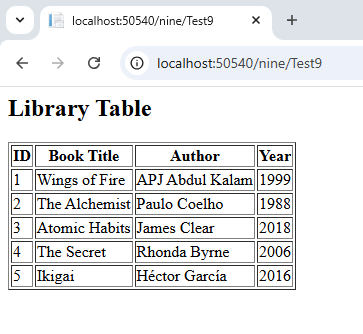 localhost:50540/nine/Test9
localhost:50540/nine/Test9
Library Table
ID Book Title Author Year
1 Wings of Fire APJ Abdul Kalam 1999
2 The Alchemist Paulo Coelho 1988
3 Atomic Habits James Clear 2018
4 The Secret Rhonda Byrne 2006
5 Ikigai Héctor García 2016